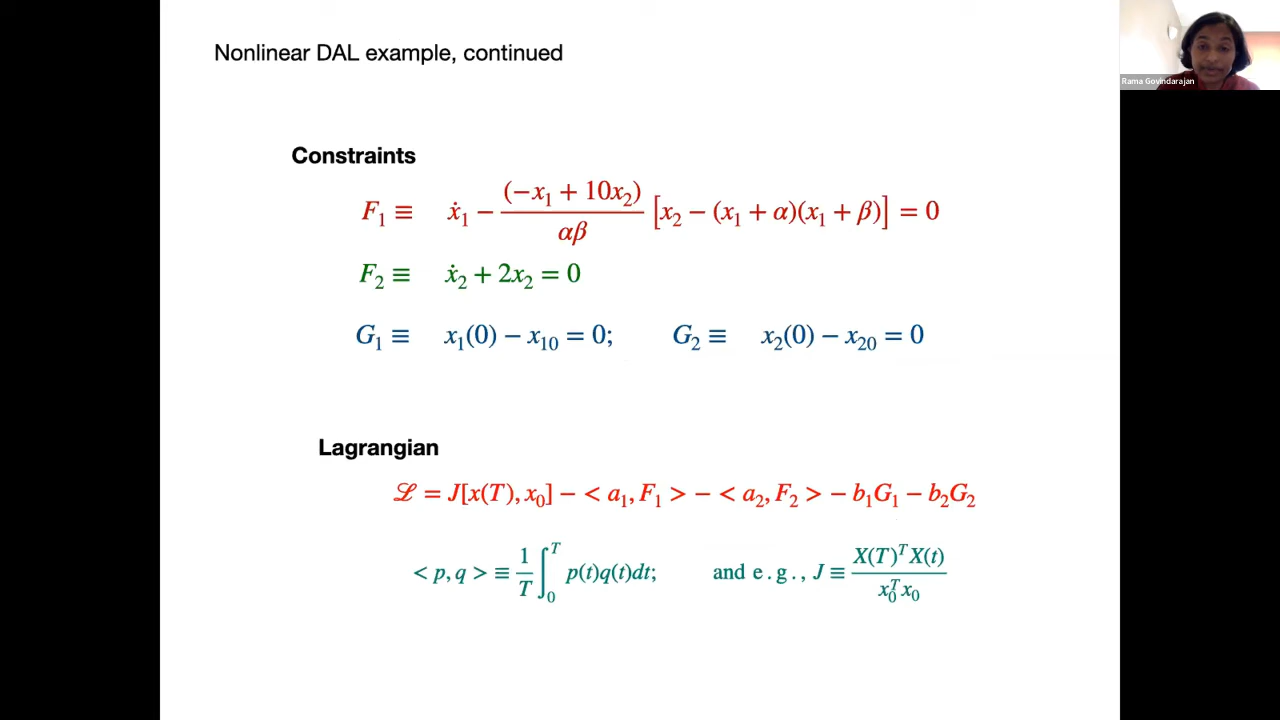 Nonlinear DAL example, continued
Rama Govindarajan
Constraints
F₁ ≡ ẋ₁ − (−x₁ + 10x₂)/αβ [x₂ − (x₁ + α)(x₁ + β)] = 0
F₂ ≡ ẋ₂ + 2x₂ = 0
G₁ ≡ x₁(0) − x₁₀ = 0; G₂ ≡ x₂(0) − x₂₀ = 0
Lagrangian
ℒ = J[x(T), x₀] − < a₁, F₁ > − < a₂, F₂ > − b₁G₁ − b₂G₂
< p, q > ≡ 1/T ∫₀ᵀ p(t)q(t)dt; and e.g., J ≡ X(T)ᵀX(t)/x₀ᵀx₀